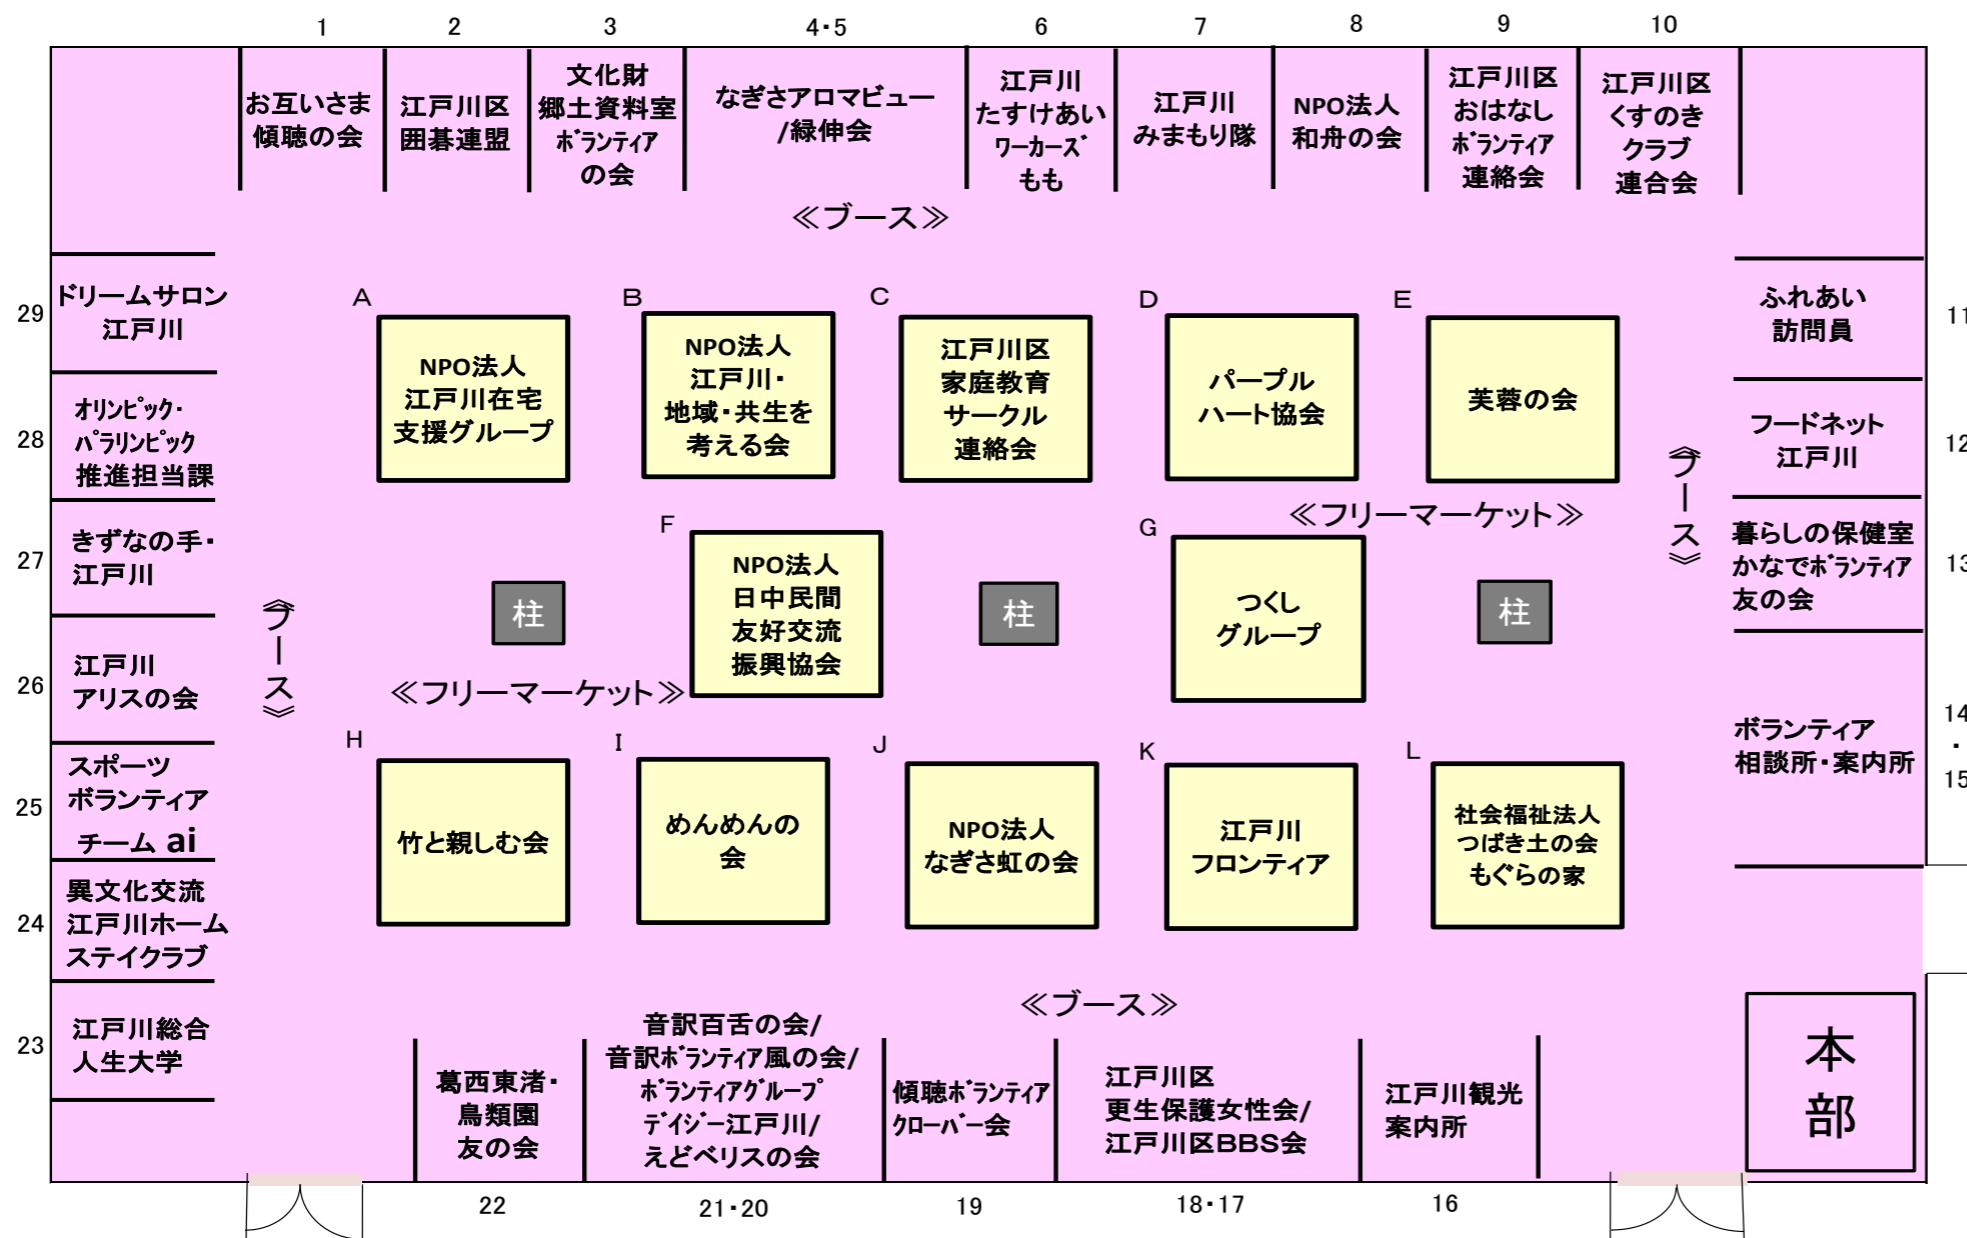 1
2
3
4・5
6
7
8
9
10
お互いさま
傾聴の会
江戸川区
囲碁連盟
文化財
郷土資料室
ﾎﾞﾗﾝﾃｨｱ
の会
なぎさアロマビュー
/緑伸会
江戸川
たすけあい
ﾜｰｶｰｽﾞ
もも
江戸川
みまもり隊
NPO法人
和舟の会
江戸川区
おはなし
ﾎﾞﾗﾝﾃｨｱ
連絡会
江戸川区
くすのき
クラブ
連合会
≪ブース≫
29
ドリームサロン
江戸川
28
ｵﾘﾝﾋﾟｯｸ・
ﾊﾟﾗﾘﾝﾋﾟｯｸ
推進担当課
27
きずなの手・
江戸川
26
江戸川
アリスの会
25
スポーツ
ボランティア
チーム ai
24
異文化交流
江戸川ホーム
ステイクラブ
23
江戸川総合
人生大学
≪ブース≫
A
NPO法人
江戸川在宅
支援グループ
B
NPO法人
江戸川・
地域・共生を
考える会
C
江戸川区
家庭教育
サークル
連絡会
D
パープル
ハート協会
E
芙蓉の会
≪フリーマーケット≫
F
NPO法人
日中民間
友好交流
振興協会
G
つくし
グループ
柱
柱
柱
≪フリーマーケット≫
H
竹と親しむ会
I
めんめんの
会
J
NPO法人
なぎさ虹の会
K
江戸川
フロンティア
L
社会福祉法人
つばき土の会
もぐらの家
≪ブース≫
ふれあい
訪問員
11
フードネット
江戸川
12
暮らしの保健室
かなでﾎﾞﾗﾝﾃｨｱ
友の会
13
ボランティア
相談所・案内所
14
・
15
本
部
≪ブース≫
葛西東渚・
鳥類園
友の会
音訳百舌の会/
音訳ﾎﾞﾗﾝﾃｨｱ風の会/
ﾎﾞﾗﾝﾃｨｱｸﾞﾙｰﾌﾟ
ﾃﾞｲｼﾞｰ江戸川/
えどベリスの会
傾聴ﾎﾞﾗﾝﾃｨｱ
ｸﾛｰﾊﾞｰ会
江戸川区
更生保護女性会/
江戸川区ＢＢＳ会
江戸川観光
案内所
22
21・20
19
18・17
16